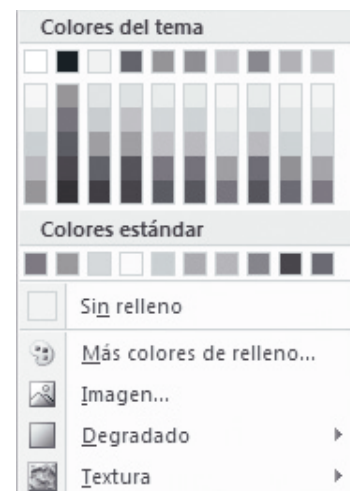 Colores del tema
Colores estándar
Sin relleno
Más colores de relleno...
Imagen...
Degradado
Textura